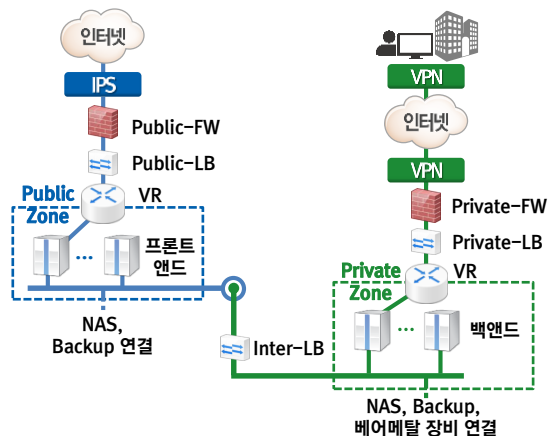 인터넷
IPS
Public-FW
Public-LB
VR
Public
Zone
프론트
앤드
...
NAS,
Backup 연결
Inter-LB
VPN
인터넷
VPN
Private-FW
Private-LB
VR
Private
Zone
백앤드
...
NAS, Backup,
베어메탈 장비 연결